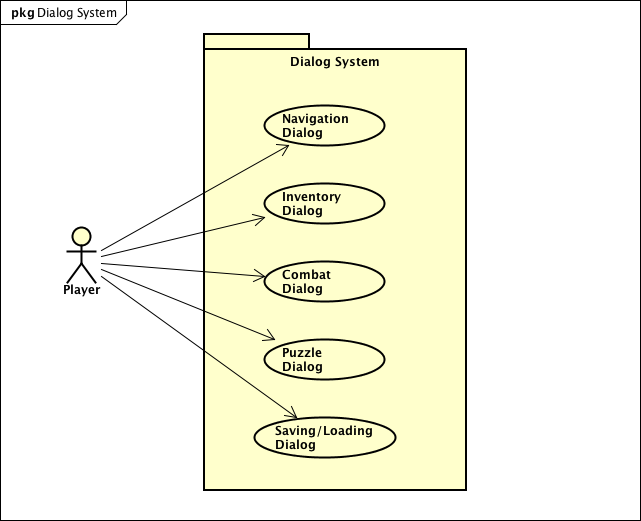 pkg Dialog System
Dialog System
Navigation
Dialog
Inventory
Dialog
Combat
Dialog
Player
Puzzle
Dialog
Saving/Loading
Dialog